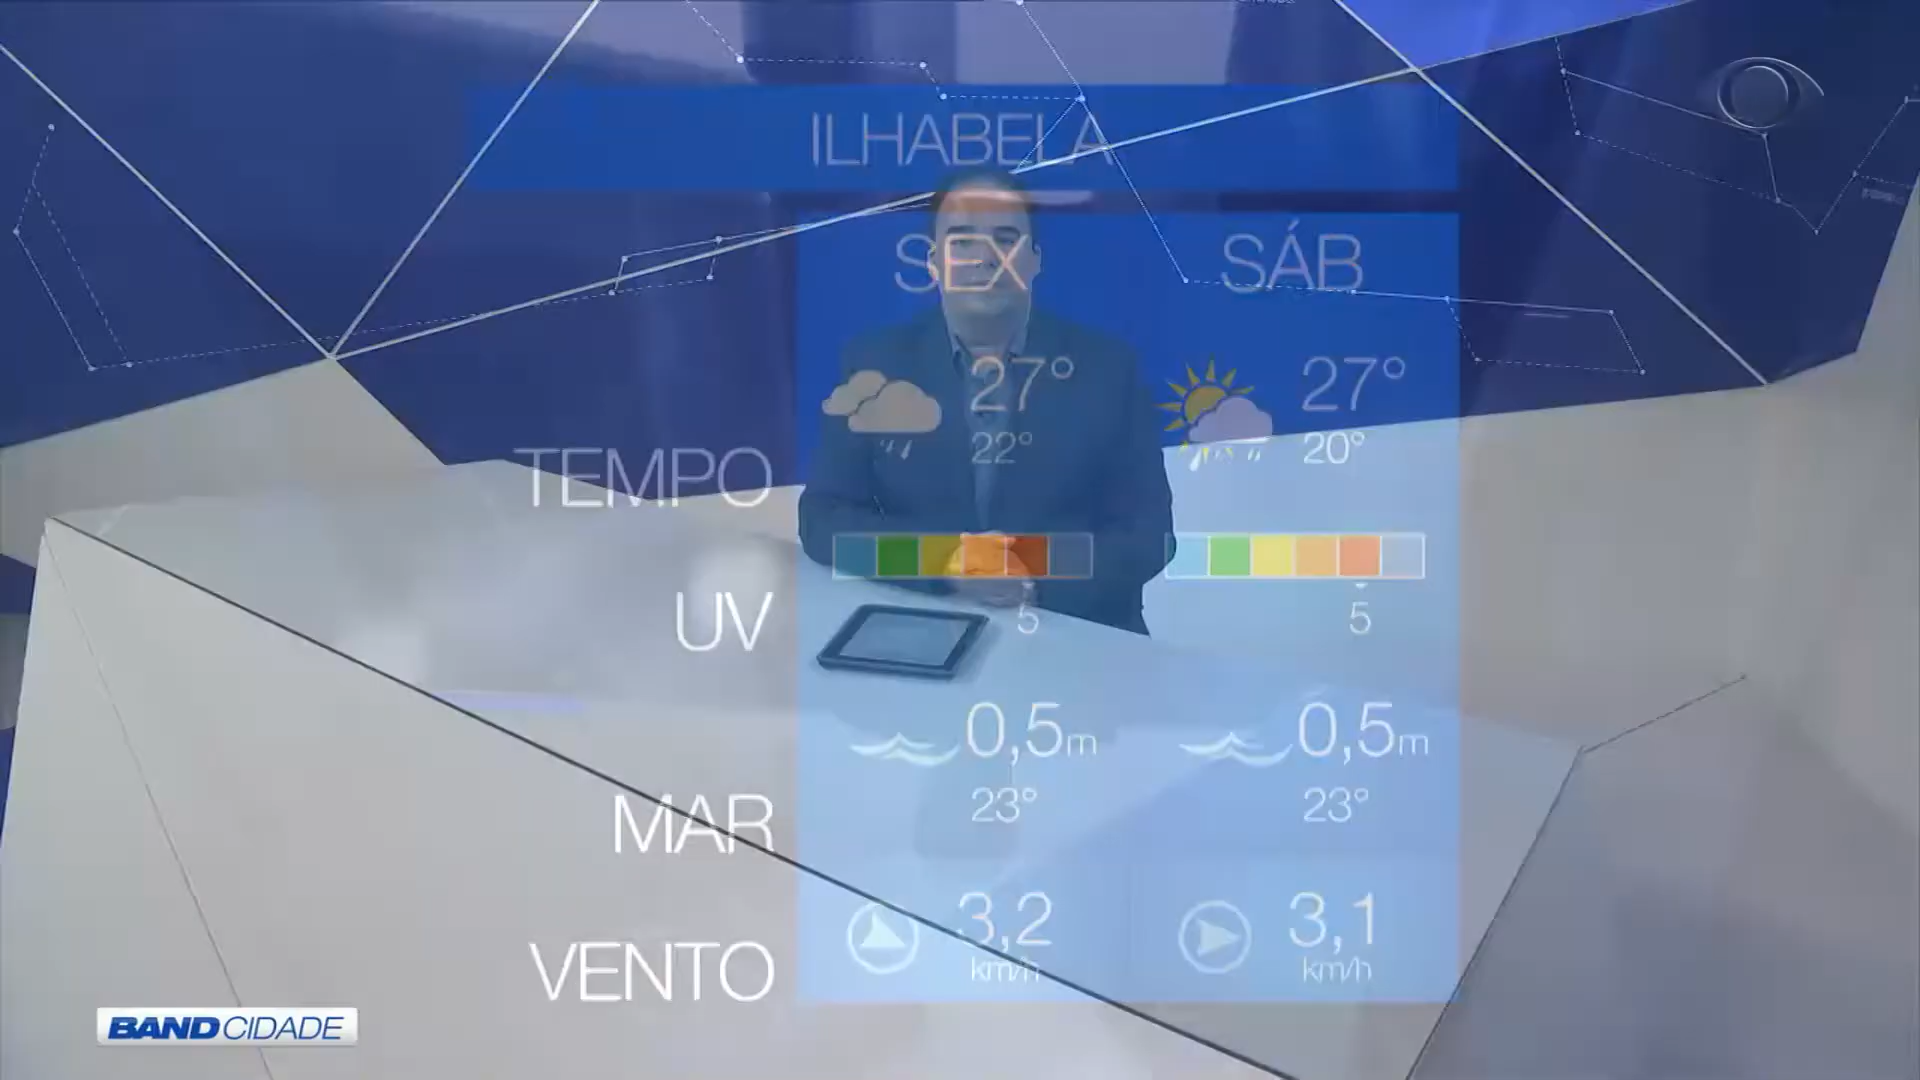 ILHABELA
SEX SÁB
27° 27°
22° 20°
TEMPO
UV
5 5
0,5m 0,5m
23° 23°
MAR
3,2 3,1
km/h km/h
VENTO
BAND CIDADE